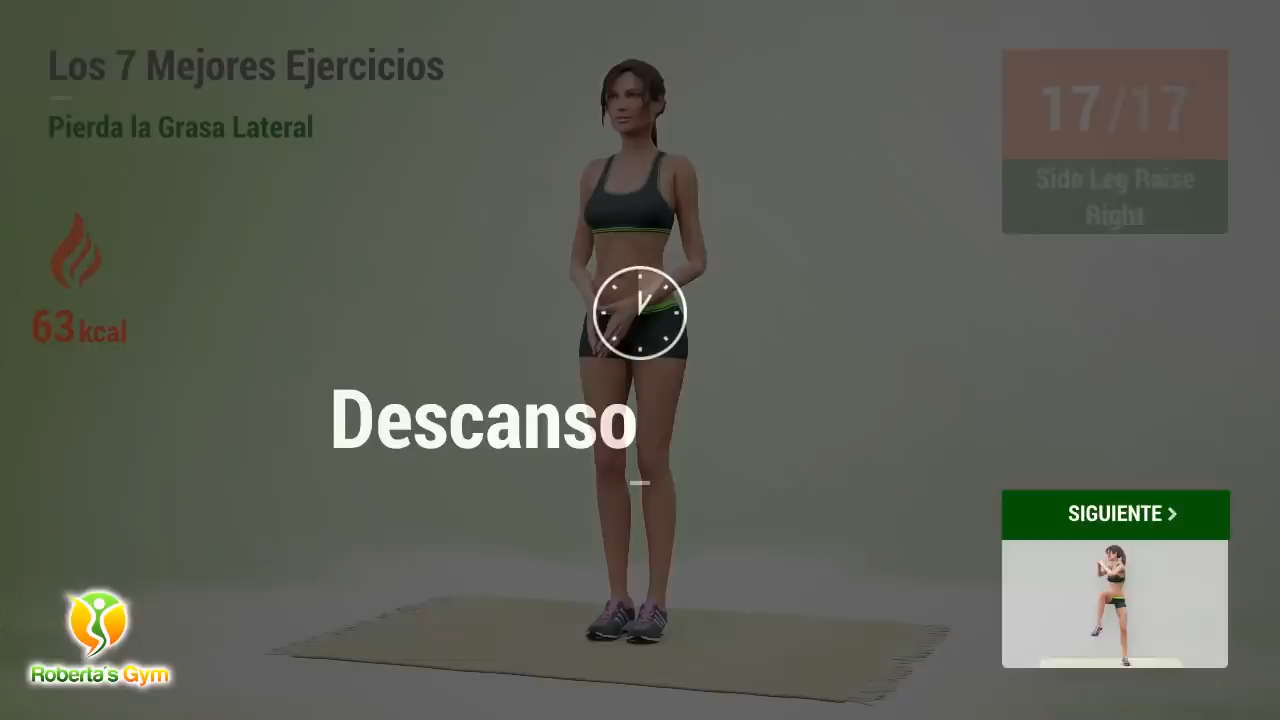 Los 7 Mejores Ejercicios
Pierda la Grasa Lateral
17/17
Side Leg Raise
Right
63 kcal
Descanso
SIGUIENTE >
Roberta's Gym